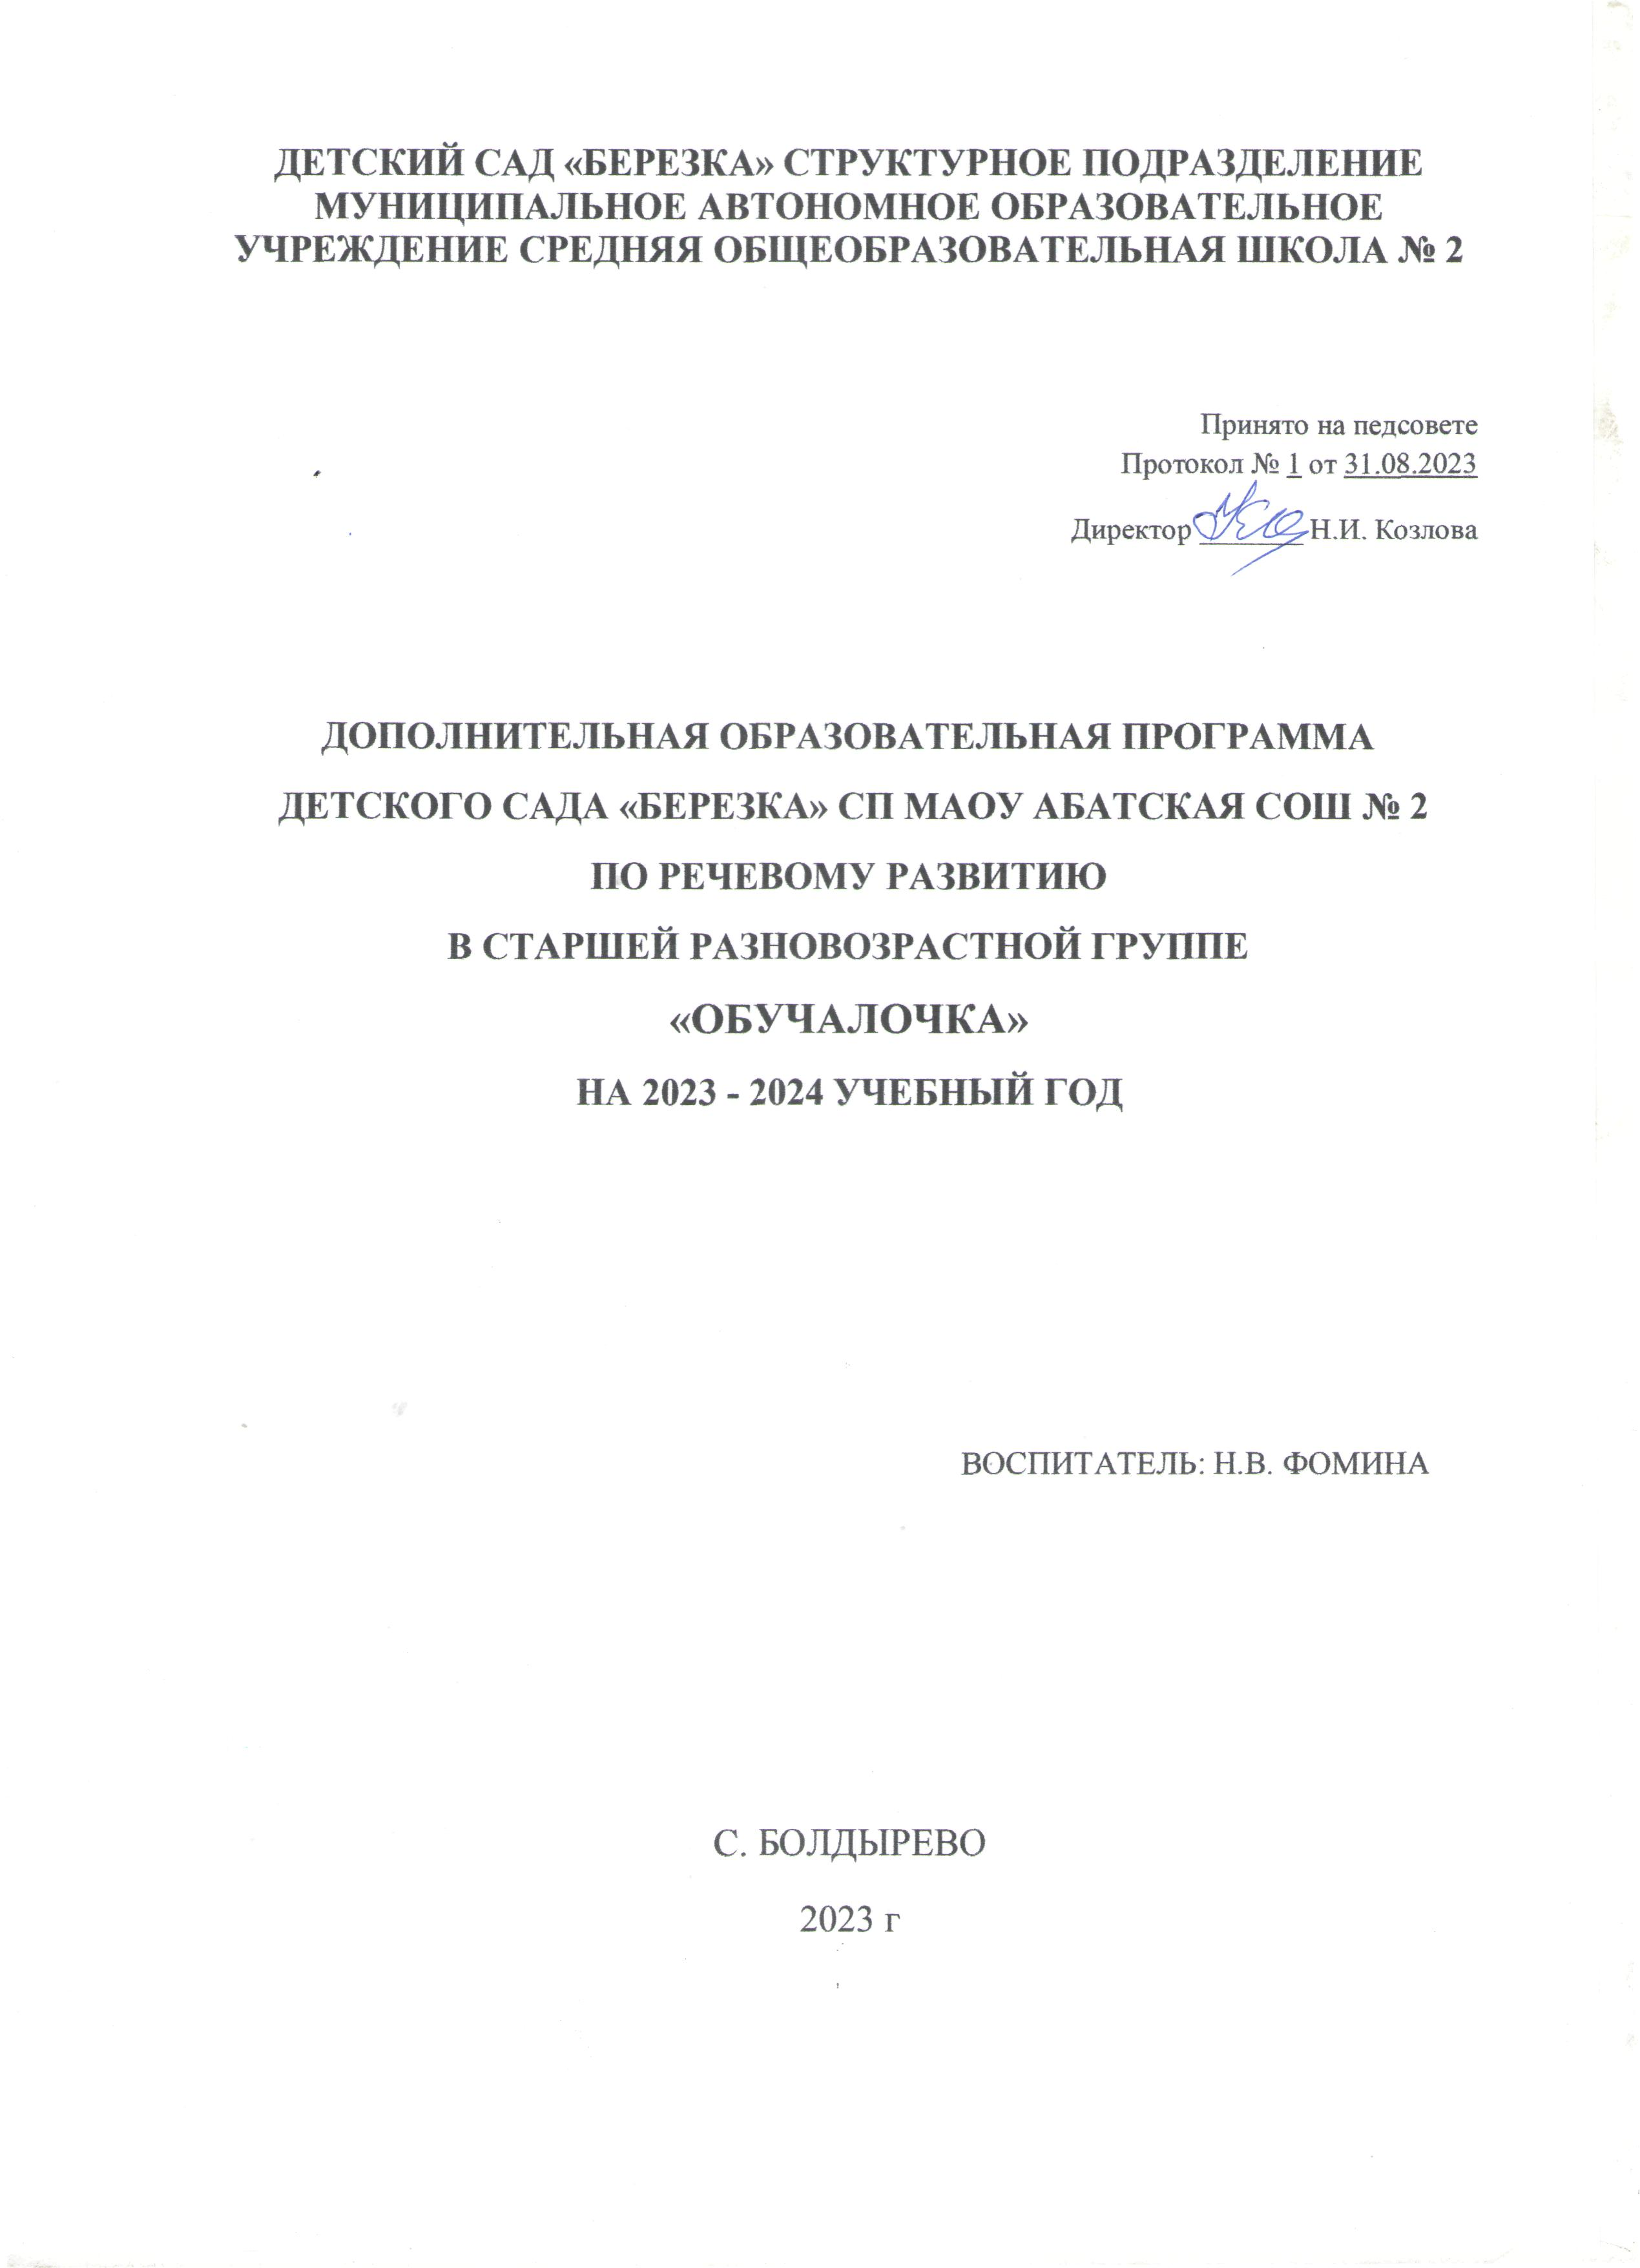 ДЕТСКИЙ САД «БЕРЕЗКА» СТРУКТУРНОЕ ПОДРАЗДЕЛЕНИЕ
МУНИЦИПАЛЬНОЕ АВТОНОМНОЕ ОБРАЗОВАТЕЛЬНОЕ
УЧРЕЖДЕНИЕ СРЕДНЯЯ ОБЩЕОБРАЗОВАТЕЛЬНАЯ ШКОЛА № 2
Принято на педсовете
Протокол № 1 от 31.08.2023
Директор Н.И. Козлова
ДОПОЛНИТЕЛЬНАЯ ОБРАЗОВАТЕЛЬНАЯ ПРОГРАММА
ДЕТСКОГО САДА «БЕРЕЗКА» СП МАОУ АБАТСКАЯ СОШ № 2
ПО РЕЧЕВОМУ РАЗВИТИЮ
В СТАРШЕЙ РАЗНОВОЗРАСТНОЙ ГРУППЕ
«ОБУЧАЛОЧКА»
НА 2023 - 2024 УЧЕБНЫЙ ГОД
ВОСПИТАТЕЛЬ: Н.В. ФОМИНА
С. БОЛДЫРЕВО
2023 г